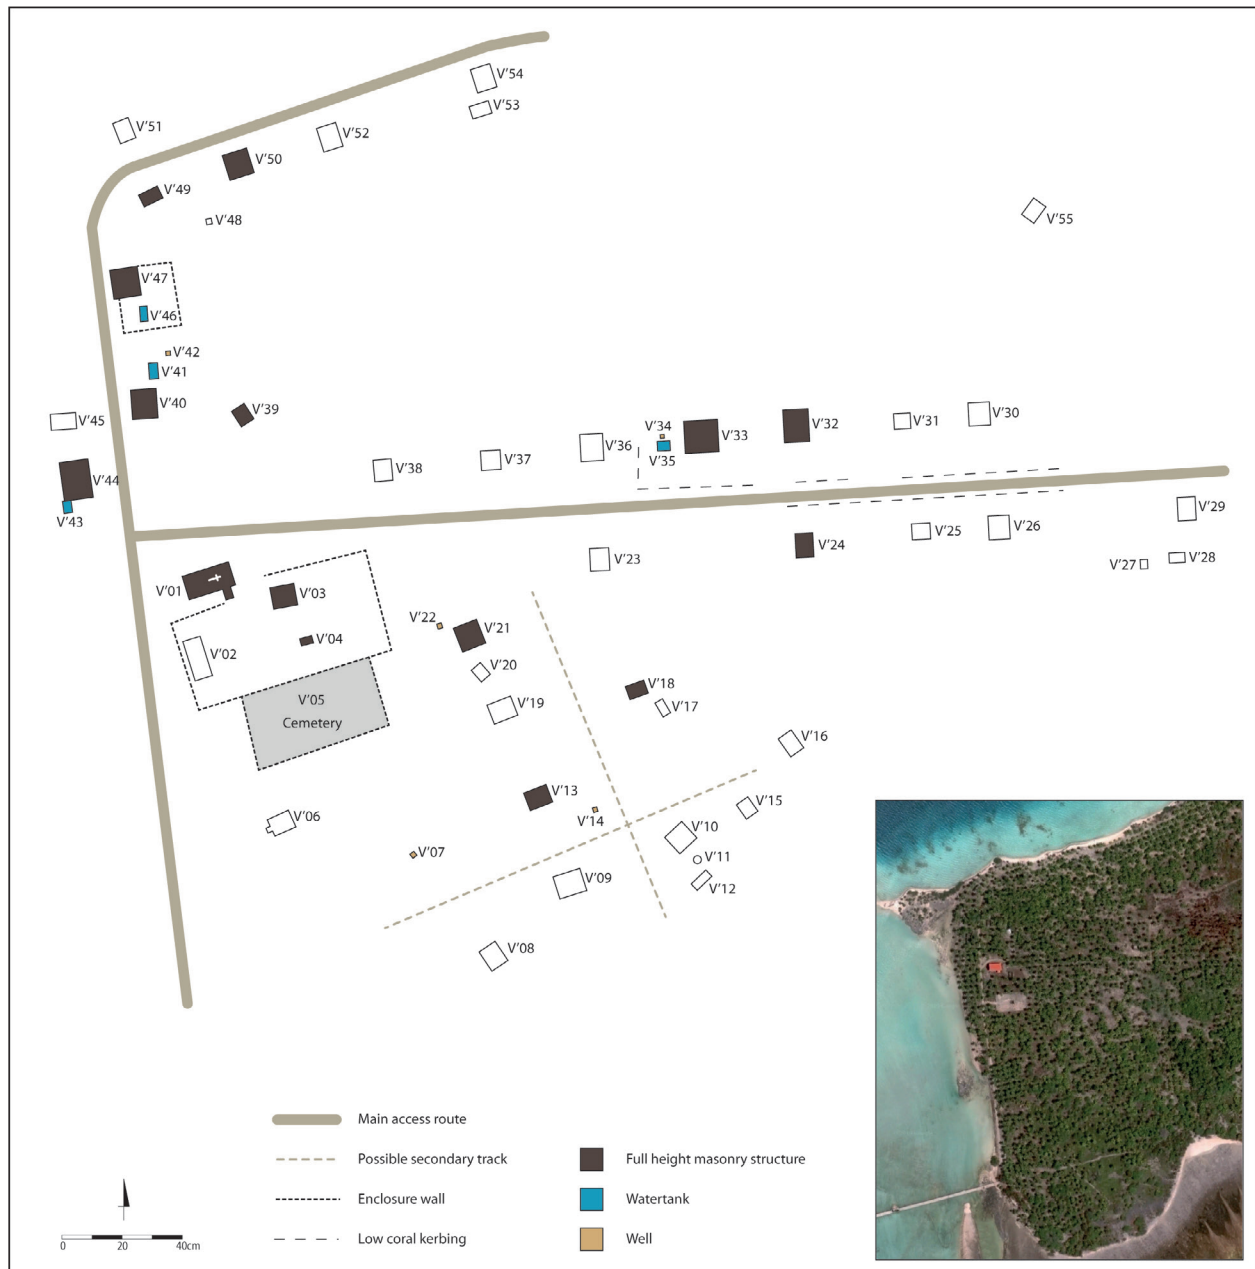 V'54
V'53
V'51
V'52
V'50
V'49
V'48
V'55
V'47
V'46
V'42
V'41
V'40
V'39
V'45
V'44
V'43
V'38
V'37
V'36
V'34
V'35
V'33
V'32
V'31
V'30
V'29
V'23
V'24
V'25
V'26
V'27
V'28
V'01
V'03
V'04
V'02
V'05
Cemetery
V'22
V'21
V'20
V'19
V'18
V'17
V'16
V'15
V'13
V'14
V'10
V'11
V'12
V'06
V'07
V'09
V'08
Main access route
Possible secondary track
Enclosure wall
Low coral kerbing
Full height masonry structure
Watertank
Well
0 20 40cm